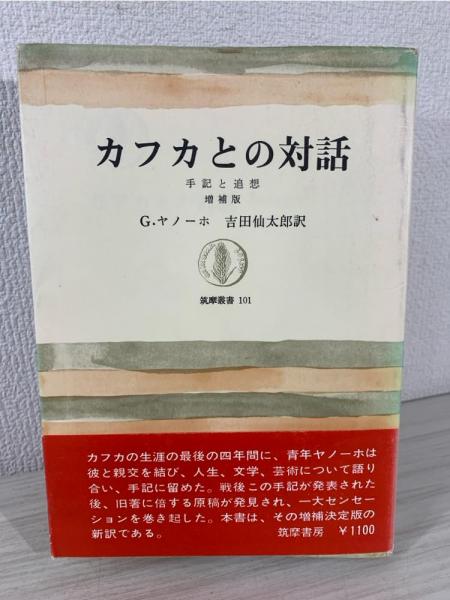 カフカとの対話
手記と追想
増補版
G・ヤノーホ 吉田仙太郎訳
筑摩叢書 101
カフカの生涯の最後の四年間に、青年ヤノーホは
彼と親交を結び、人生、文学、芸術について語り
合い、手記に留めた。戦後この手記が発表された
後、旧著に倍する原稿が発見され、一大センセー
ションを巻き起した。本書は、その増補決定版の
新訳である。 筑摩書房 ￥1100